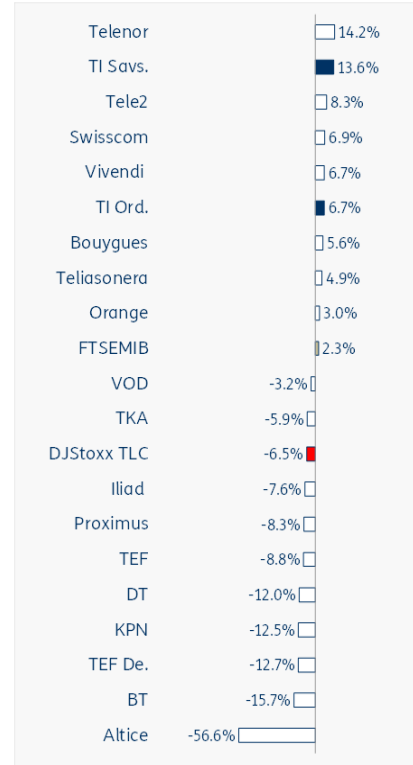 Telenor 14.2%
TI Savs. 13.6%
Tele2 8.3%
Swisscom 6.9%
Vivendi 6.7%
TI Ord. 6.7%
Bouygues 5.6%
Teliasonera 4.9%
Orange 3.0%
FTSEMIB 2.3%
VOD -3.2%
TKA -5.9%
DJStoxx TLC -6.5%
Iliad -7.6%
Proximus -8.3%
TEF -8.8%
DT -12.0%
KPN -12.5%
TEF De. -12.7%
BT -15.7%
Altice -56.6%